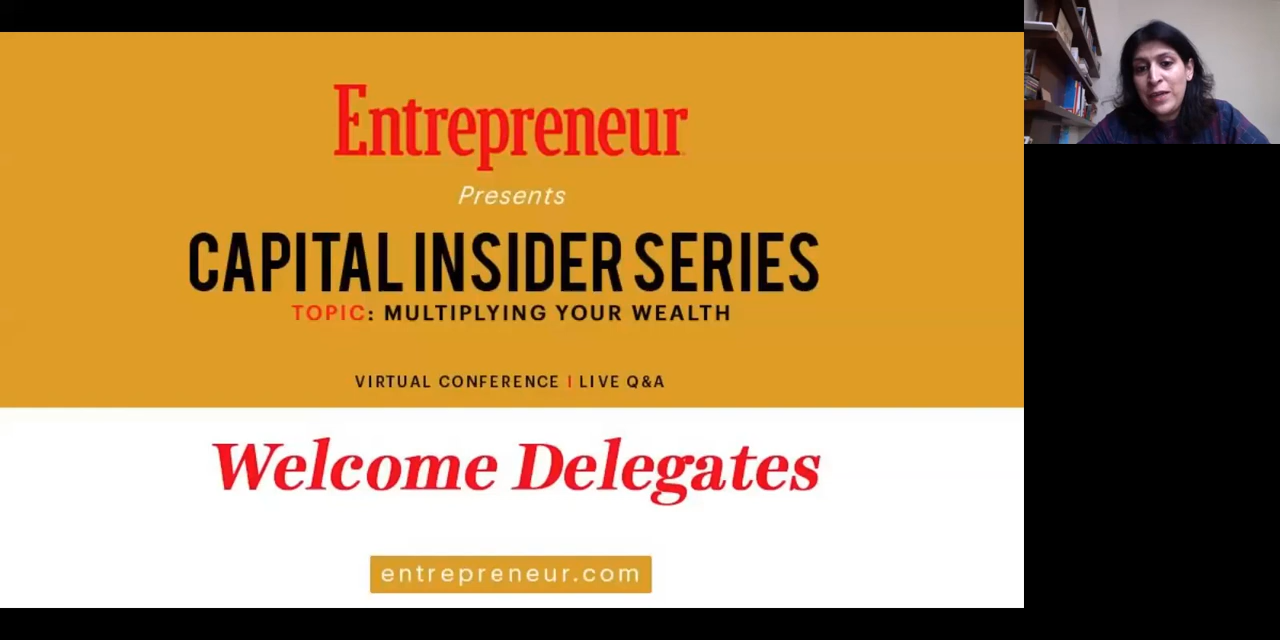 Entrepreneur
Presents
CAPITAL INSIDER SERIES
TOPIC: MULTIPLYING YOUR WEALTH
VIRTUAL CONFERENCE | LIVE Q&A
Welcome Delegates
entrepreneur.com